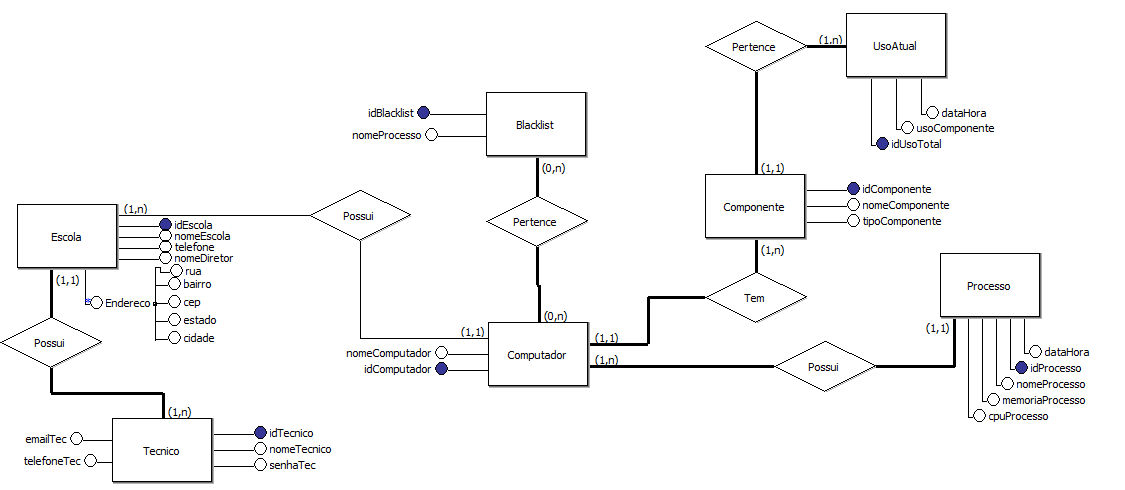 Pertence
(1,n)
UsoAtual
dataHora
usoComponente
idUsoTotal
idBlacklist
nomeProcesso
Blacklist
(0,n)
(1,1)
Componente
idComponente
nomeComponente
tipoComponente
(1,n)
Escola
(1,n)
idEscola
nomeEscola
telefone
nomeDiretor
(1,1)
Endereco
rua
bairro
cep
estado
cidade
Possui
Pertence
(0,n)
Tem
Processo
(1,1)
dataHora
idProcesso
nomeProcesso
memoriaProcesso
cpuProcesso
Possui
(1,1)
nomeComputador
idComputador
Computador
(1,1)
(1,n)
Possui
(1,n)
emailTec
telefoneTec
Tecnico
idTecnico
nomeTecnico
senhaTec